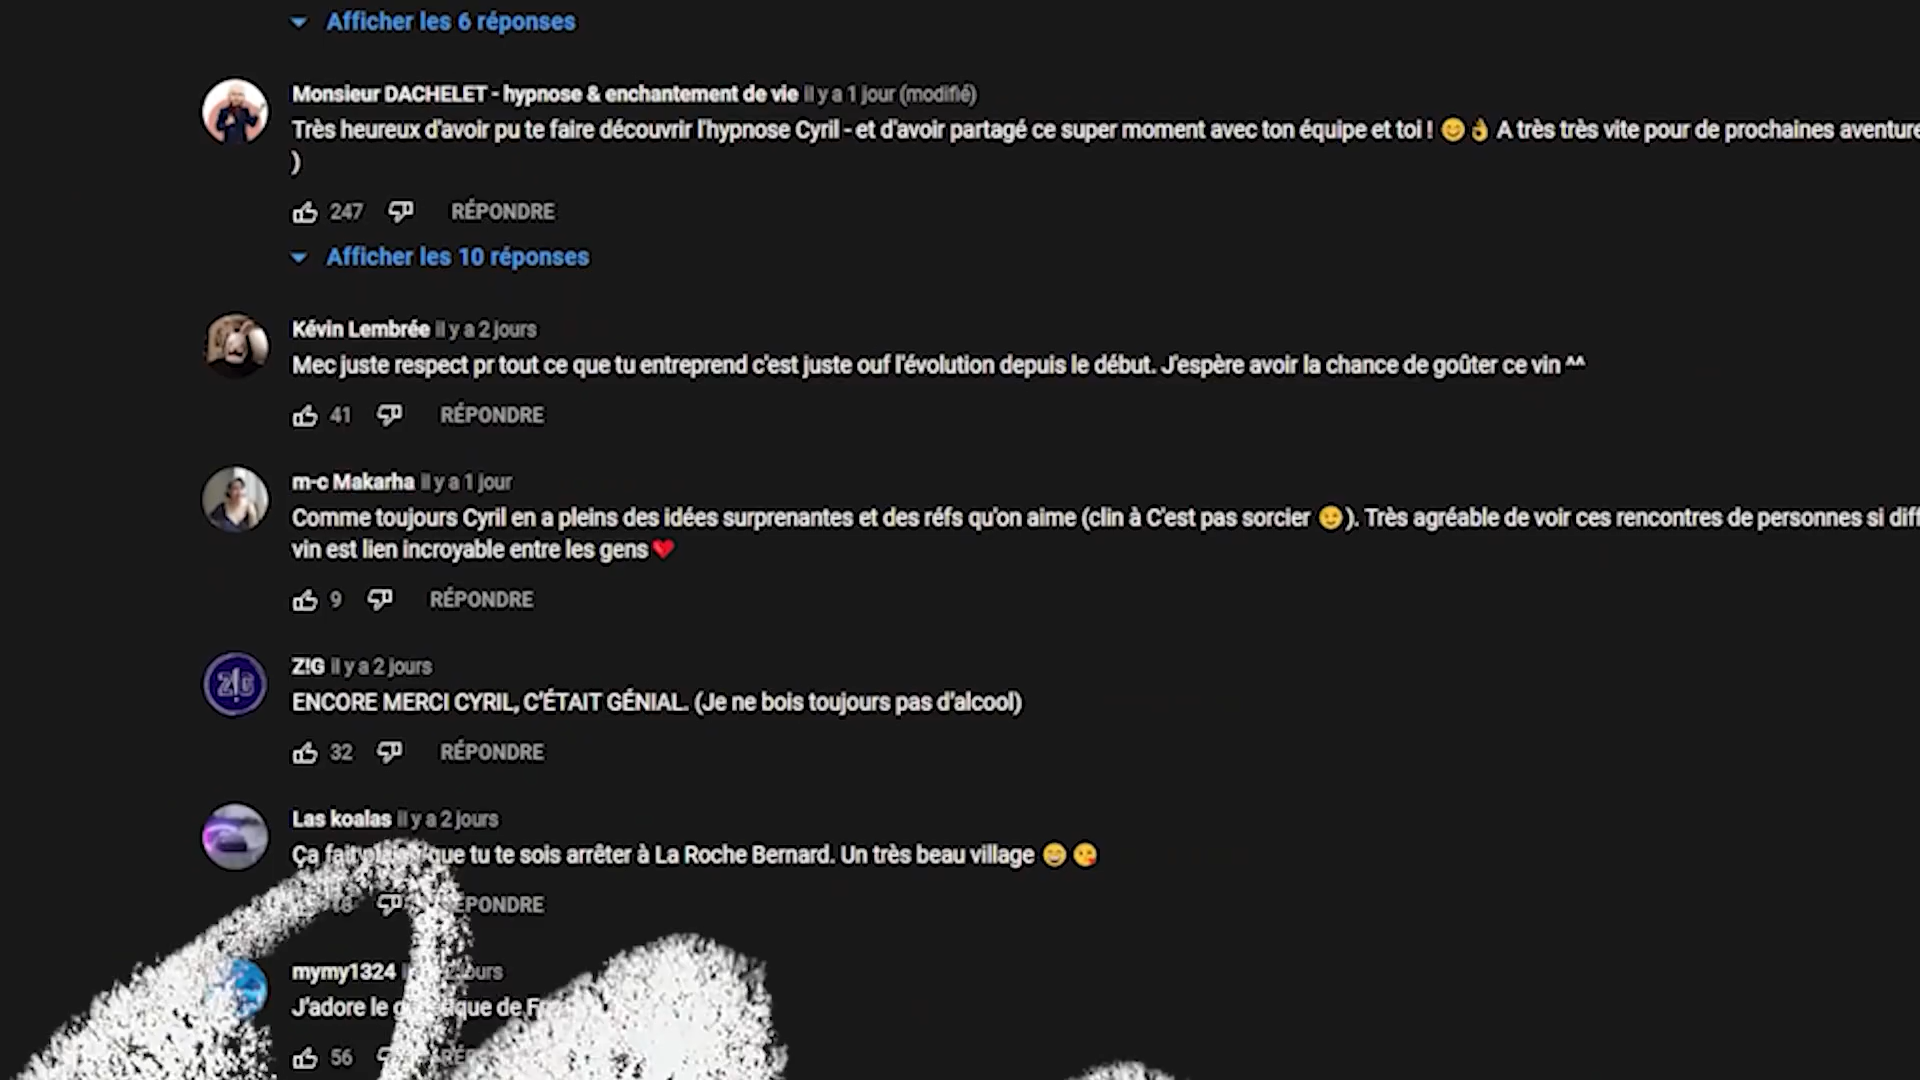 Afficher les 6 réponses
Monsieur DACHELET - hypnose & enchantement de vie il y a 1 jour (modifié)
Très heureux d'avoir pu te faire découvrir l'hypnose Cyril - et d'avoir partagé ce super moment avec ton équipe et toi ! 😊👌 A très très vite pour de prochaines aventure
)
247 RÉPONDRE
Afficher les 10 réponses
Kévin Lembrée il y a 2 jours
Mec juste respect pr tout ce que tu entreprend c'est juste ouf l'évolution depuis le début. J'espère avoir la chance de goûter ce vin ^^
41 RÉPONDRE
m-c Makarha il y a 1 jour
Comme toujours Cyril en a pleins des idées surprenantes et des réfs qu'on aime (clin à C'est pas sorcier 😉). Très agréable de voir ces rencontres de personnes si diff
vin est lien incroyable entre les gens ❤️
9 RÉPONDRE
Z!G il y a 2 jours
ENCORE MERCI CYRIL, C'ÉTAIT GÉNIAL. (Je ne bois toujours pas d'alcool)
32 RÉPONDRE
Las koalas il y a 2 jours
Ça fait que tu te sois arrêter à La Roche Bernard. Un très beau village 😁 😘
PONDRE
mymy1324 jours
J'adore le que de
56